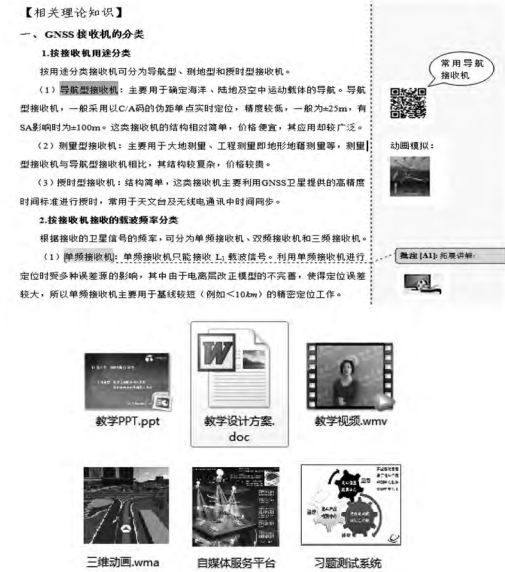 【相关理论知识】
一、GNSS 接收机的分类
1.按接收机用途分类
按用途分类接收机可分为导航型、测地型和授时型接收机。
（1）导航型接收机：主要用于确定海洋、陆地及空中运动载体的导航。导航
型接收机，一般采用以C/A码的伪距单点实时定位，精度较低，一般为±25m，有
SA影响时为±100m。这类接收机的结构相对简单，价格便宜，其应用却较广泛。
（2）测量型接收机：主要用于大地测量、工程测量即地形地籍测量等，测量
型接收机与导航型接收机相比，其结构较复杂，价格较贵。
（3）授时型接收机：结构简单，这类接收机主要利用GNSS卫星提供的高精度
时间标准进行授时，常用于天文台及无线电通讯中时间同步。
2.按接收机接收的载波频率分类
根据接收的卫星信号的频率，可分为单频接收机、双频接收机和三频接收机。
（1）单频接收机：单频接收机只能接收 L₁ 载波信号。利用单频接收机进行
定位时受多种误差源的影响，其中由于电离层改正模型的不完善，使得定位误差
较大，所以单频接收机主要用于基线较短（例如＜10km）的精密定位工作。
常用导航
接收机
动画模拟：
批注 [A1]: 拓展讲解：
教学PPT.ppt
教学设计方案.
doc
教学视频.wmv
三维动画.wma
自媒体服务平台
习题测试系统